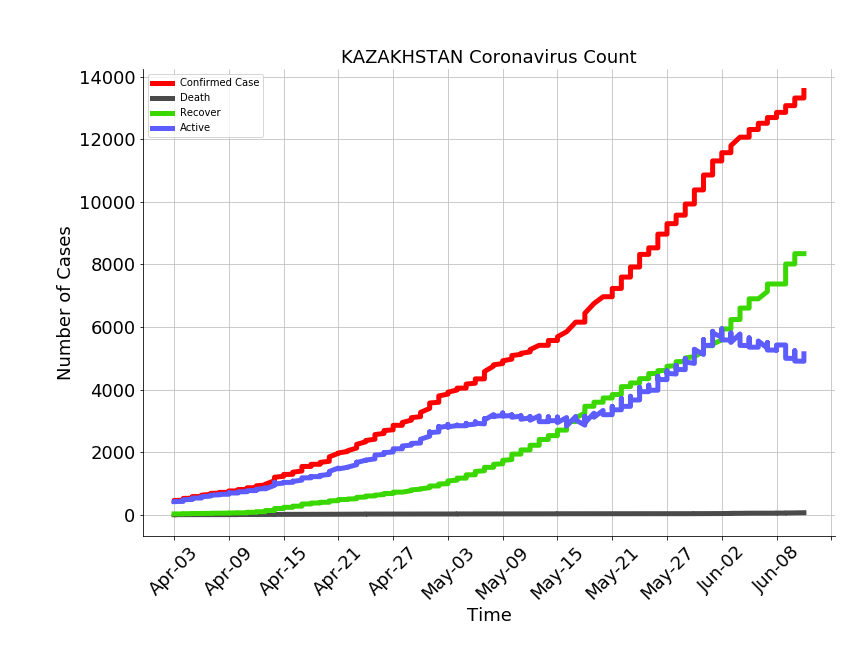 KAZAKHSTAN Coronavirus Count
Confirmed Case
Death
Recover
Active
Number of Cases
14000
12000
10000
8000
6000
4000
2000
0
Apr-03
Apr-09
Apr-15
Apr-21
Apr-27
May-03
May-09
May-15
May-21
May-27
Jun-02
Jun-08
Time